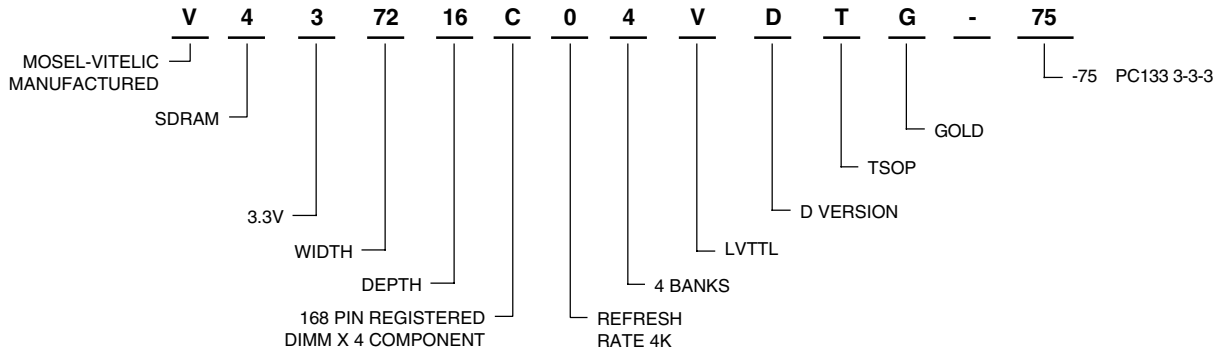 V 4 3 72 16 C 0 4 V D T G - 75
MOSEL-VITELIC
MANUFACTURED
-75 PC133 3-3-3
SDRAM
GOLD
TSOP
3.3V
D VERSION
WIDTH
LVTTL
DEPTH
4 BANKS
168 PIN REGISTERED
DIMM X 4 COMPONENT
REFRESH
RATE 4K